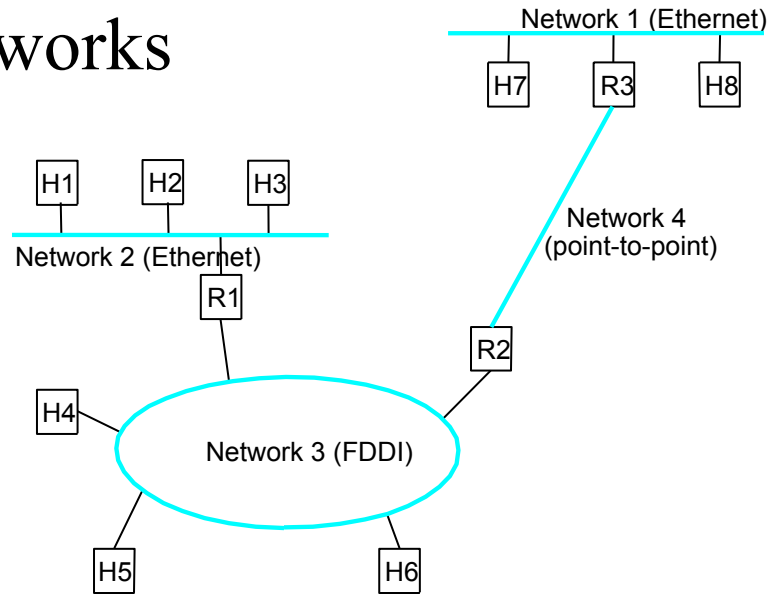 works
Network 1 (Ethernet)
H7
R3
H8
H1
H2
H3
Network 4
(point-to-point)
Network 2 (Ethernet)
R1
R2
H4
Network 3 (FDDI)
H5
H6